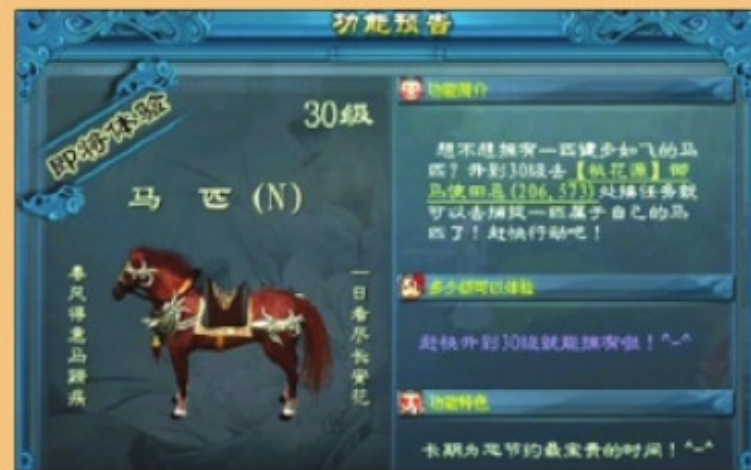 功能预告
即将体验
30级
马 匹 (N)
春风得意马蹄疾
一日看尽长安花
功能简介
想不想拥有一匹健步如飞的马
匹？升到30级去【桃花源】御
马使田忌(206,573)处接任务就
可以去捕捉一匹属于自己的马
匹了！赶快行动吧！
多少级可以体验
赶快升到30级就能拥有啦！^-^
功能特色
长期为您节约最宝贵的时间！^-^